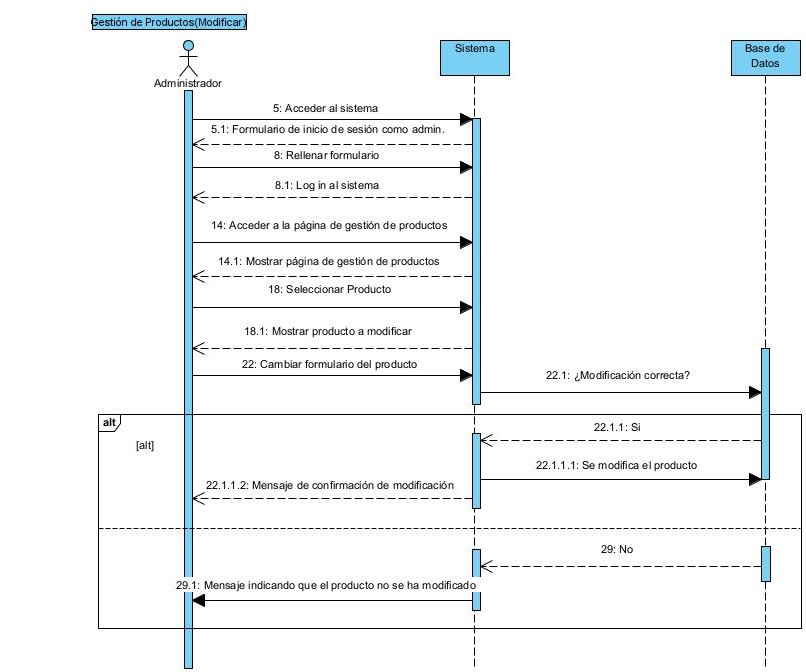 Gestión de Productos(Modificar)
Sistema
Base de
Datos
Administrador
5: Acceder al sistema
5.1: Formulario de inicio de sesión como admin.
8: Rellenar formulario
8.1: Log in al sistema
14: Acceder a la página de gestión de productos
14.1: Mostrar página de gestión de productos
18: Seleccionar Producto
18.1: Mostrar producto a modificar
22: Cambiar formulario del producto
22.1: ¿Modificación correcta?
alt
[alt]
22.1.1: Si
22.1.1.1: Se modifica el producto
22.1.1.2: Mensaje de confirmación de modificación
29: No
29.1: Mensaje indicando que el producto no se ha modificado